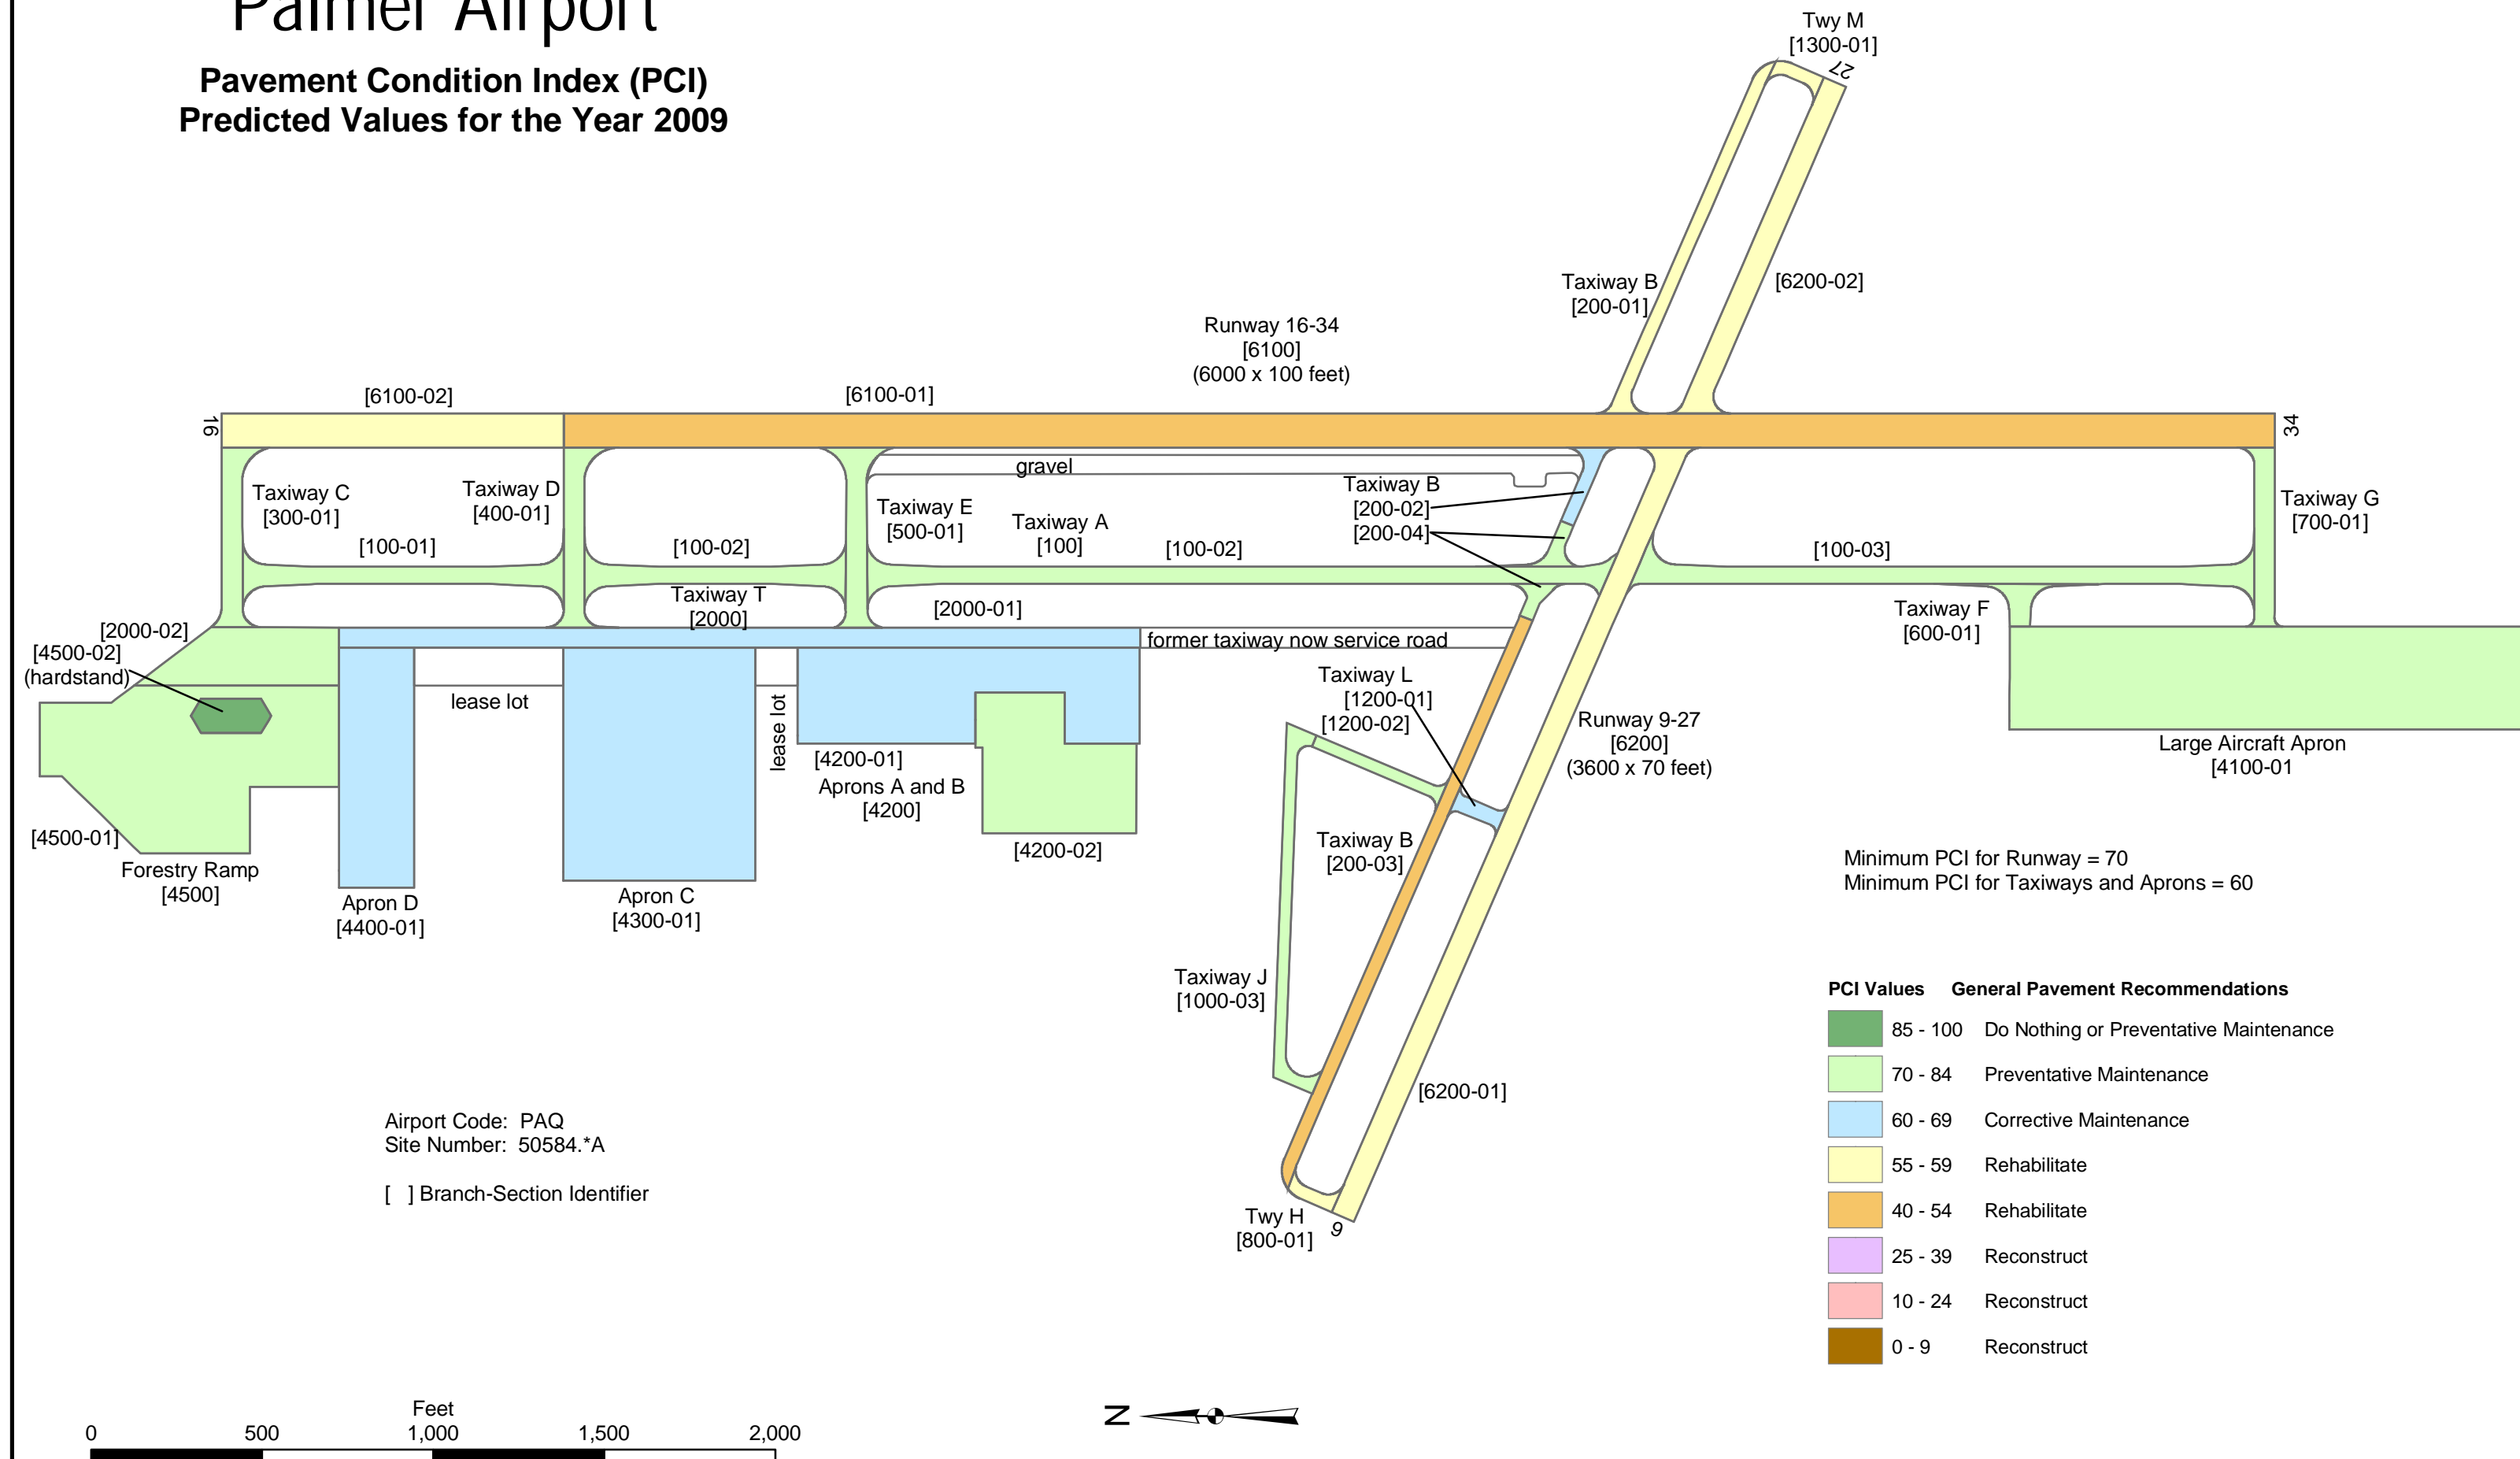 Palmer Airport
Pavement Condition Index (PCI)
Predicted Values for the Year 2009
Twy M
[1300-01]
27
Taxiway B
[200-01]
[6200-02]
Runway 16-34
[6100]
(6000 x 100 feet)
[6100-02]
[6100-01]
16
34
gravel
Taxiway C
[300-01]
Taxiway D
[400-01]
Taxiway E
[500-01]
Taxiway A
[100]
Taxiway B
[200-02]
[200-04]
Taxiway G
[700-01]
[100-01]
[100-02]
[100-02]
[100-03]
Taxiway T
[2000]
[2000-01]
Taxiway F
[600-01]
[2000-02]
[4500-02]
(hardstand)
former taxiway now service road
lease lot
lease lot
Taxiway L
[1200-01]
[1200-02]
Runway 9-27
[6200]
(3600 x 70 feet)
Large Aircraft Apron
[4100-01
[4200-01]
Aprons A and B
[4200]
[4200-02]
[4500-01]
Forestry Ramp
[4500]
Apron D
[4400-01]
Apron C
[4300-01]
Taxiway B
[200-03]
Minimum PCI for Runway = 70
Minimum PCI for Taxiways and Aprons = 60
Taxiway J
[1000-03]
[6200-01]
Twy H
[800-01]
9
Airport Code: PAQ
Site Number: 50584.*A
[ ] Branch-Section Identifier
PCI Values General Pavement Recommendations
85 - 100 Do Nothing or Preventative Maintenance
70 - 84 Preventative Maintenance
60 - 69 Corrective Maintenance
55 - 59 Rehabilitate
40 - 54 Rehabilitate
25 - 39 Reconstruct
10 - 24 Reconstruct
0 - 9 Reconstruct
N
Feet
0 500 1,000 1,500 2,000